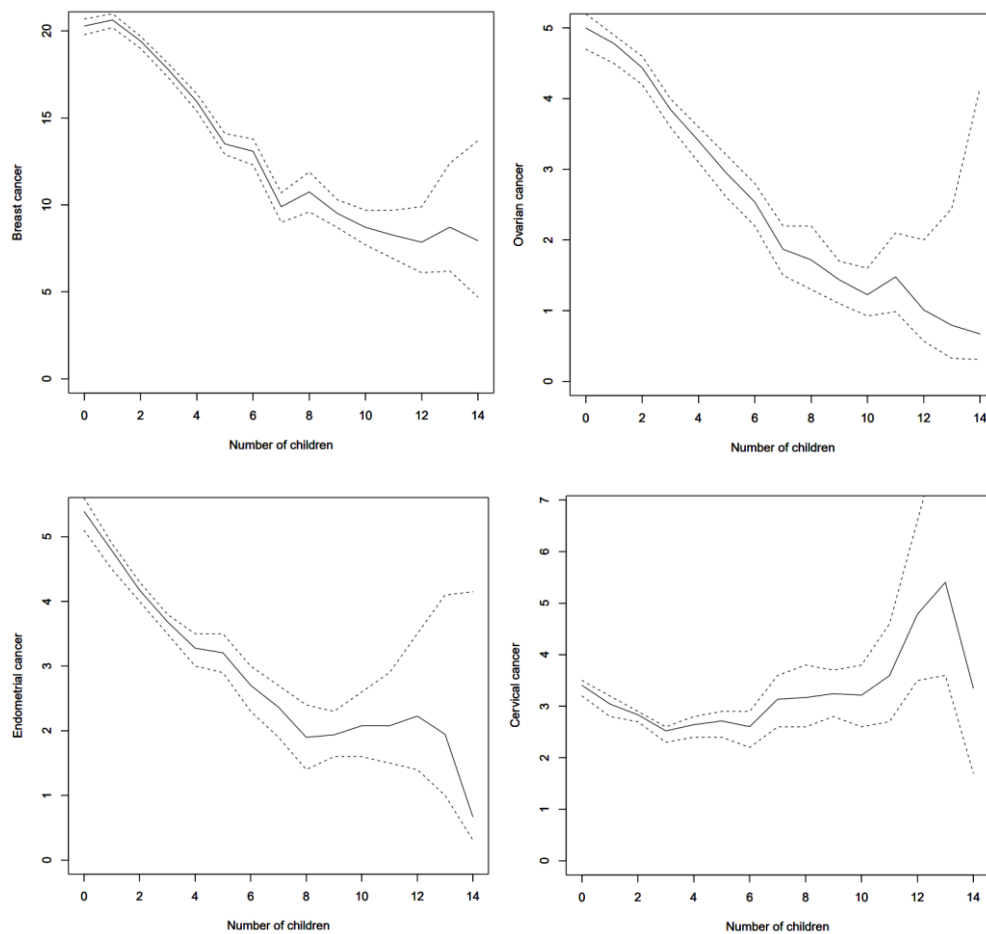 Breast cancer
20
15
10
5
0
0 2 4 6 8 10 12 14
Number of children
Ovarian cancer
5
4
3
2
1
0
0 2 4 6 8 10 12 14
Number of children
Endometrial cancer
5
4
3
2
1
0
0 2 4 6 8 10 12 14
Number of children
Cervical cancer
7
6
5
4
3
2
1
0
0 2 4 6 8 10 12 14
Number of children